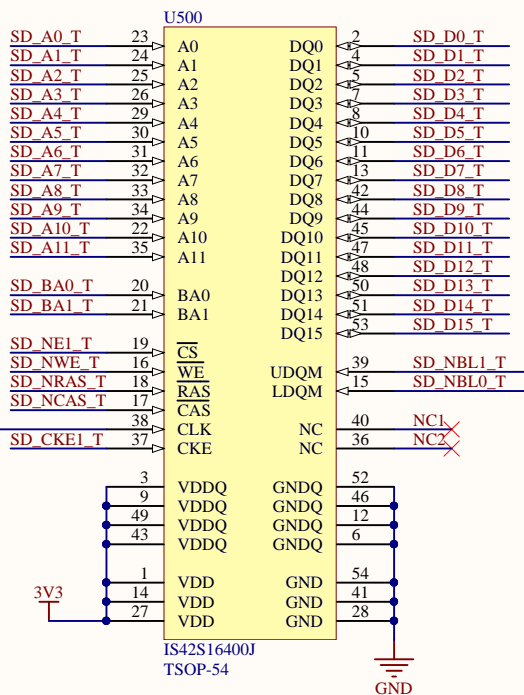 U500
SD_A0_T 23 A0 DQ0 2 SD_D0_T
SD_A1_T 24 A1 DQ1 4 SD_D1_T
SD_A2_T 25 A2 DQ2 5 SD_D2_T
SD_A3_T 26 A3 DQ3 7 SD_D3_T
SD_A4_T 29 A4 DQ4 8 SD_D4_T
SD_A5_T 30 A5 DQ5 10 SD_D5_T
SD_A6_T 31 A6 DQ6 11 SD_D6_T
SD_A7_T 32 A7 DQ7 13 SD_D7_T
SD_A8_T 33 A8 DQ8 42 SD_D8_T
SD_A9_T 34 A9 DQ9 44 SD_D9_T
SD_A10_T 22 A10 DQ10 45 SD_D10_T
SD_A11_T 35 A11 DQ11 47 SD_D11_T
DQ12 48 SD_D12_T
SD_BA0_T 20 BA0 DQ13 50 SD_D13_T
SD_BA1_T 21 BA1 DQ14 51 SD_D14_T
DQ15 53 SD_D15_T
SD_NE1_T 19 CS
SD_NWE_T 16 WE UDQM 39 SD_NBL1_T
SD_NRAS_T 18 RAS LDQM 15 SD_NBL0_T
SD_NCAS_T 17 CAS
38 CLK NC 40 NC1
SD_CKE1_T 37 CKE NC 36 NC2
3 VDDQ GNDQ 52
9 VDDQ GNDQ 46
49 VDDQ GNDQ 12
43 VDDQ GNDQ 6
1 VDD GND 54
3V3 14 VDD GND 41
27 VDD GND 28
IS42S16400J
TSOP-54
GND